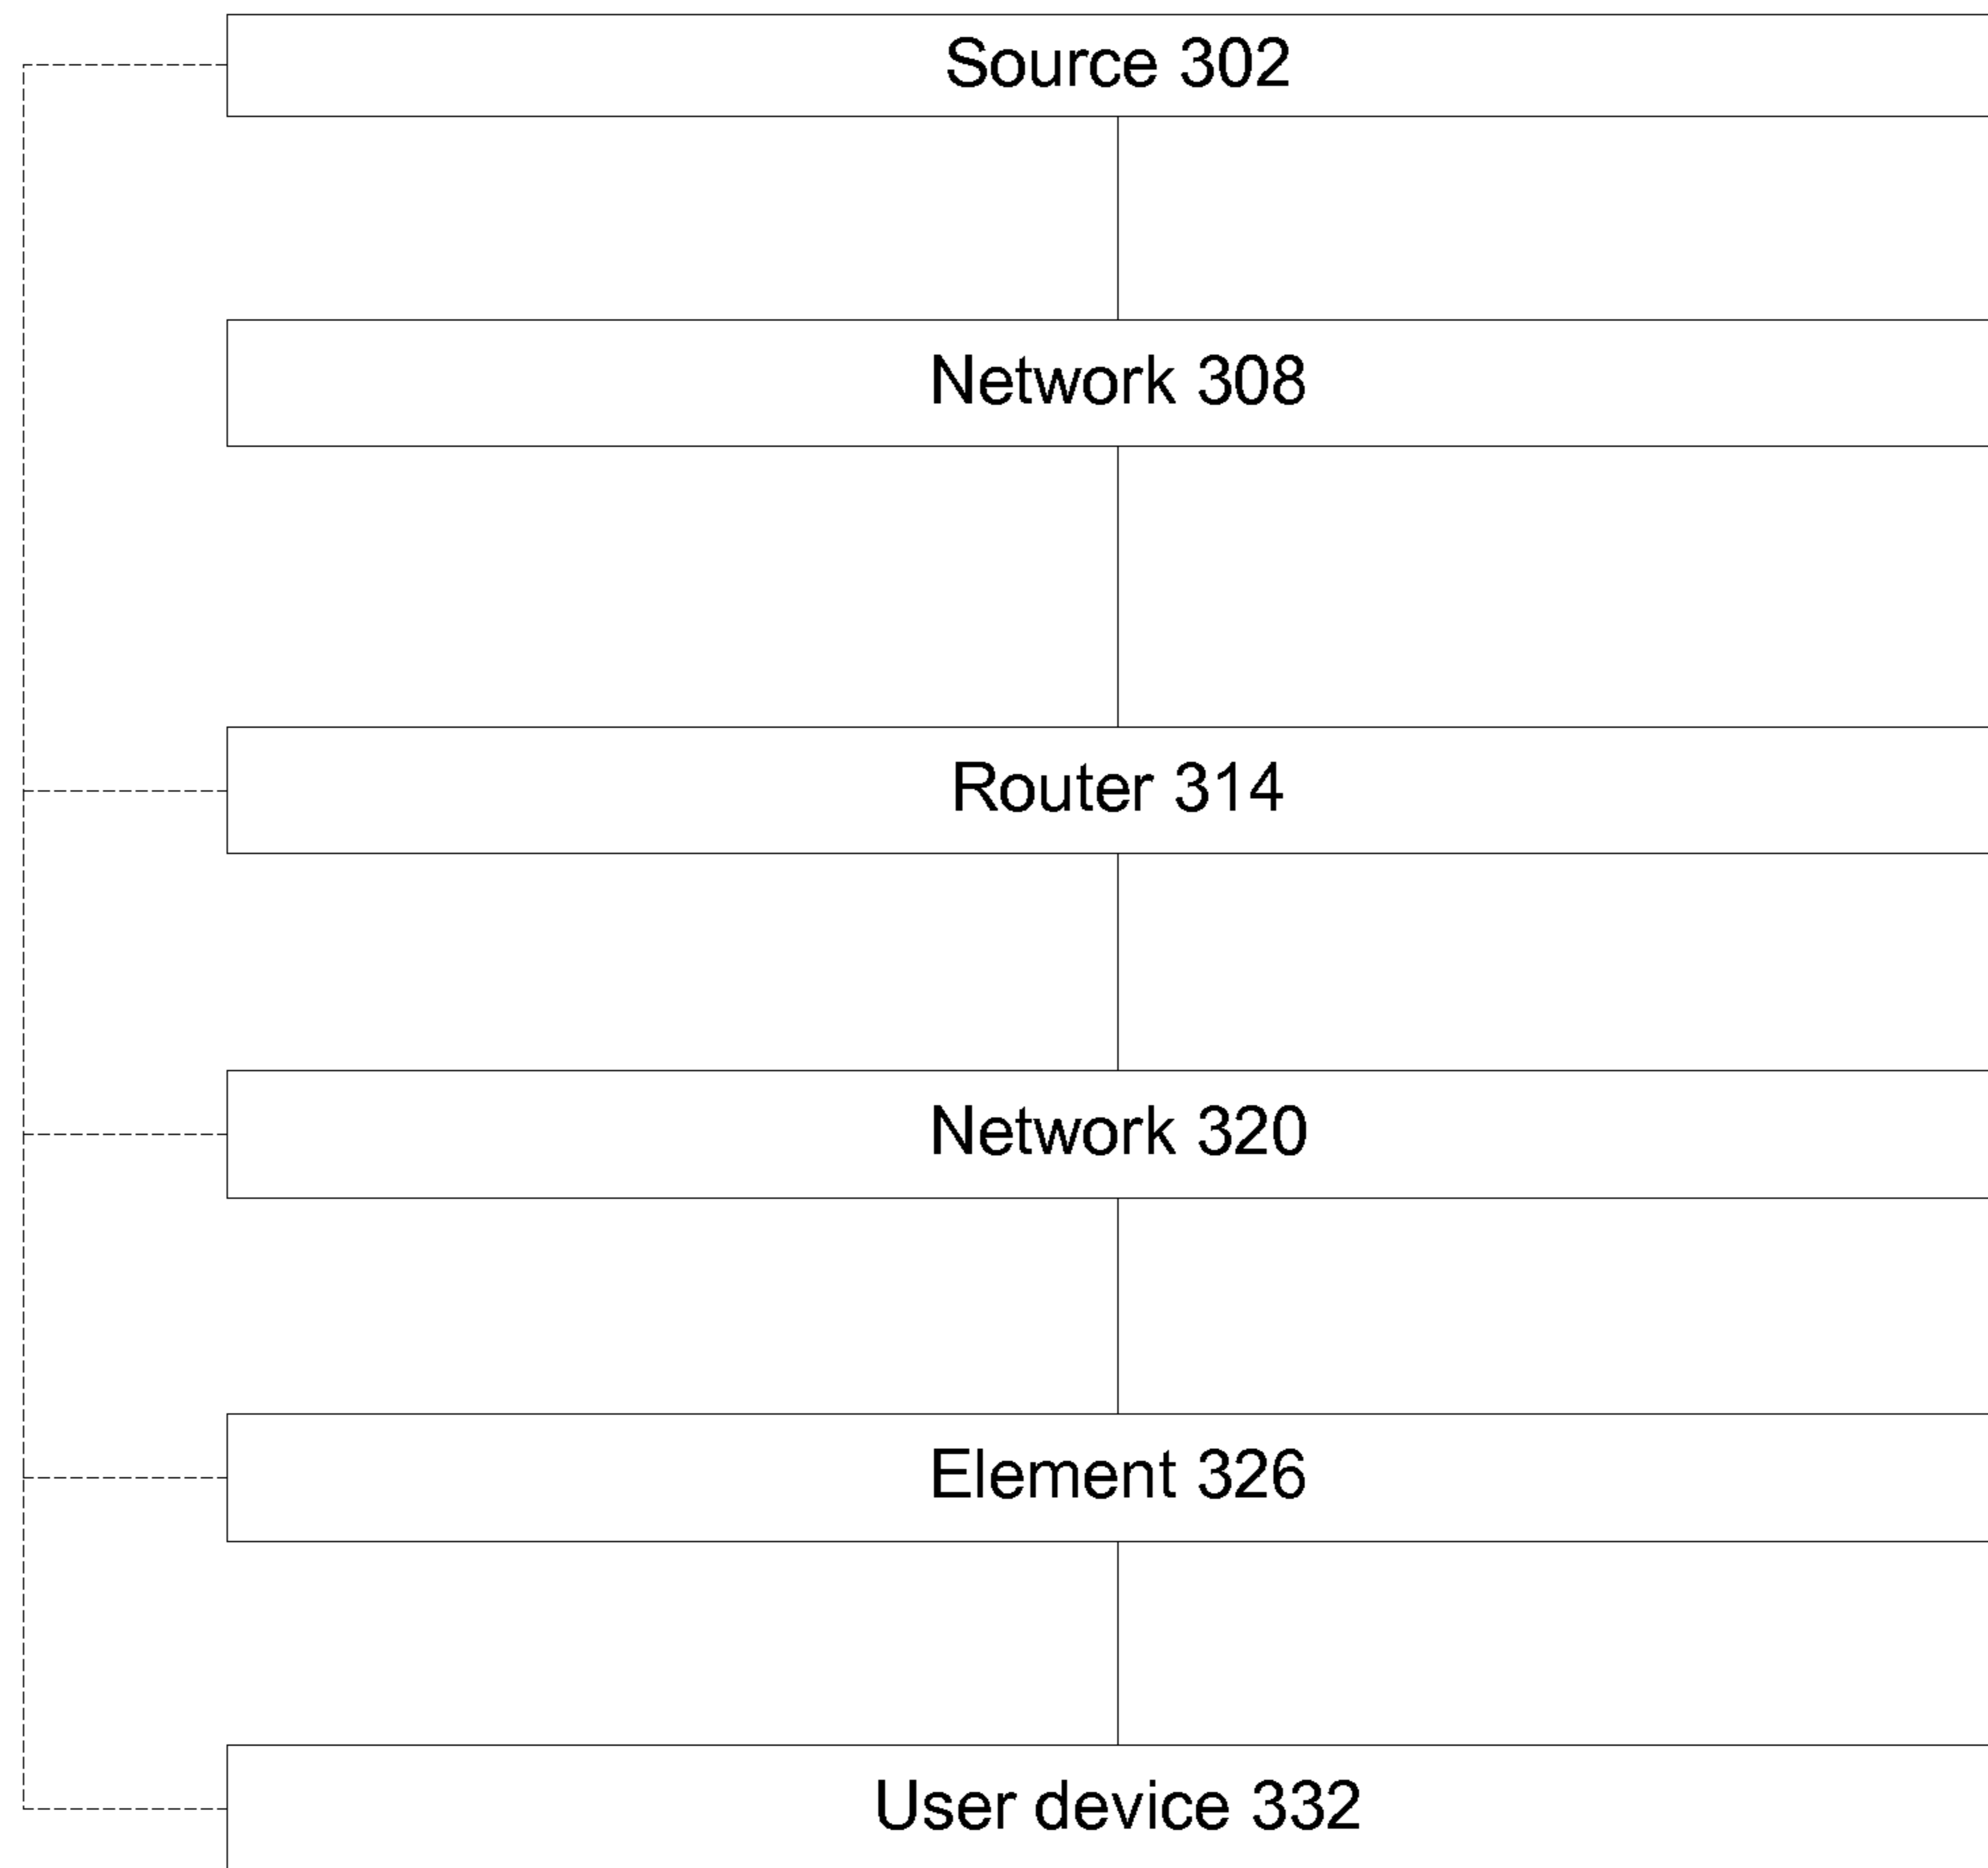 Source 302
Network 308
Router 314
Network 320
Element 326
User device 332